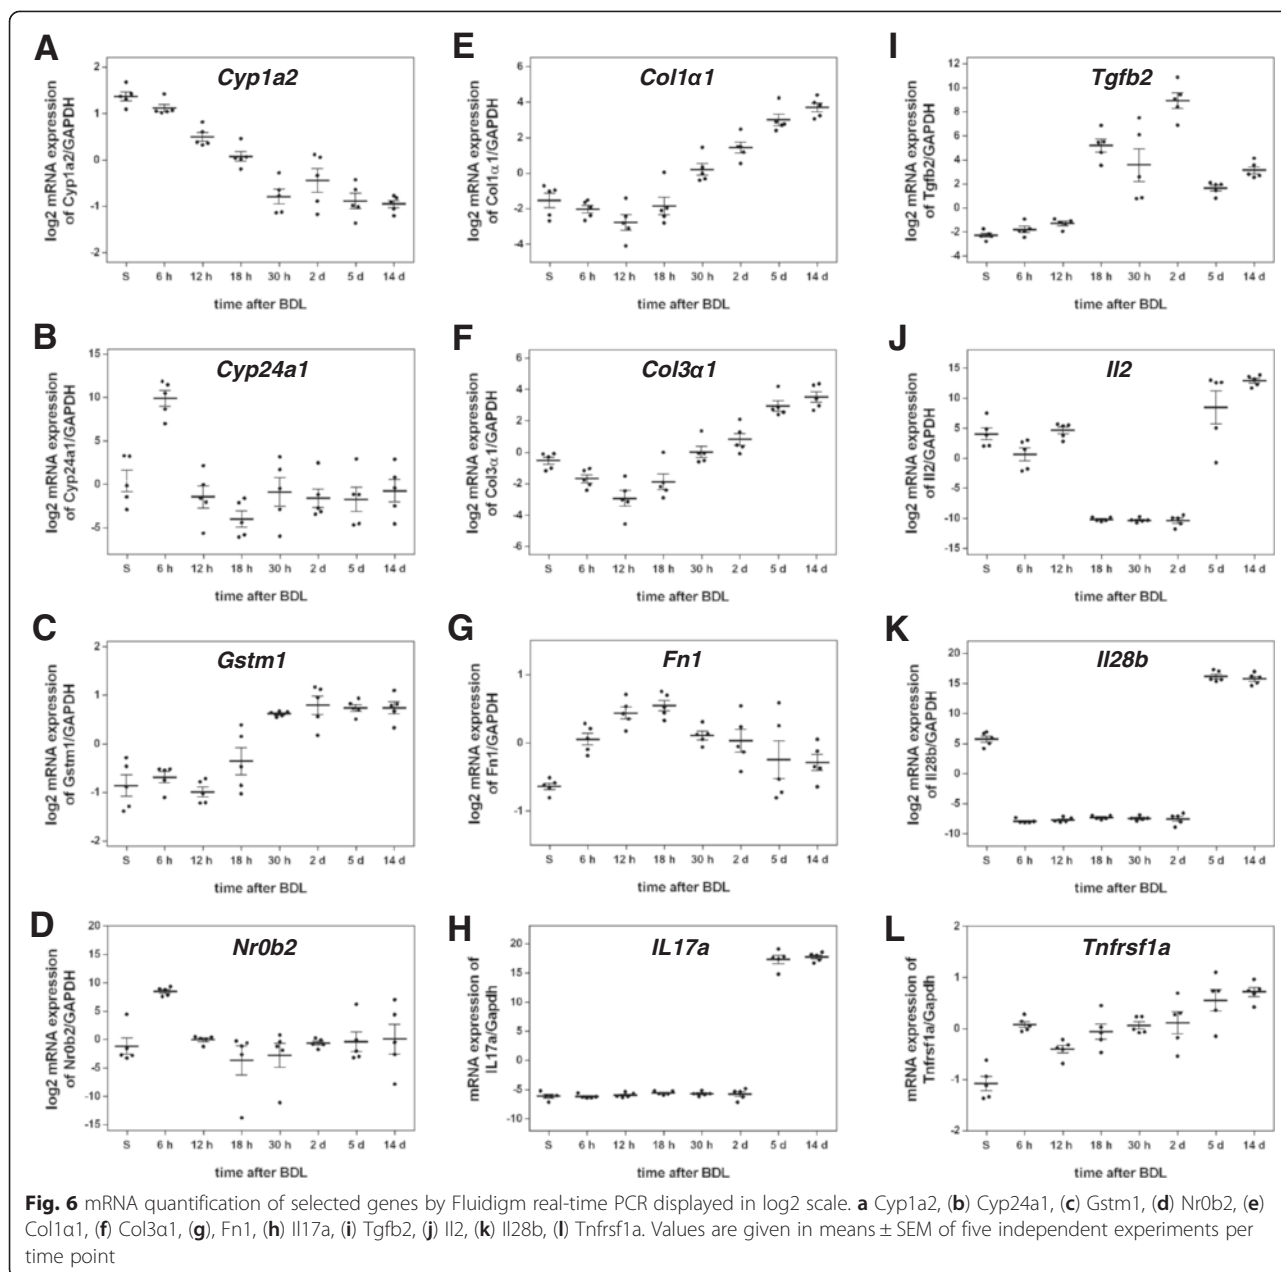 A
Cyp1a2
log2 mRNA expression
of Cyp1a2/GAPDH
2
1
0
-1
-2
S 6 h 12 h 18 h 30 h 2 d 5 d 14 d
time after BDL
B
Cyp24a1
log2 mRNA expression
of Cyp24a1/GAPDH
15
10
5
0
-5
S 6 h 12 h 18 h 30 h 2 d 5 d 14 d
time after BDL
C
Gstm1
log2 mRNA expression
of Gstm1/GAPDH
2
1
0
-1
-2
S 6 h 12 h 18 h 30 h 2 d 5 d 14 d
time after BDL
D
Nr0b2
log2 mRNA expression
of Nr0b2/GAPDH
20
15
10
5
0
-5
-10
-15
S 6 h 12 h 18 h 30 h 2 d 5 d 14 d
time after BDL
E
Col1α1
log2 mRNA expression
of Col1α1/GAPDH
6
4
2
0
-2
-4
S 6 h 12 h 18 h 30 h 2 d 5 d 14 d
time after BDL
F
Col3α1
log2 mRNA expression
of Col3α1/GAPDH
6
4
2
0
-2
-4
-6
S 6 h 12 h 18 h 30 h 2 d 5 d 14 d
time after BDL
G
Fn1
log2 mRNA expression
of Fn1/GAPDH
1
0
-1
S 6 h 12 h 18 h 30 h 2 d 5 d 14 d
time after BDL
H
IL17a
mRNA expression of
IL17a/Gapdh
20
15
10
5
0
-5
-10
S 6 h 12 h 18 h 30 h 2 d 5 d 14 d
time after BDL
I
Tgfb2
log2 mRNA expression
of Tgfb2/GAPDH
12
10
8
6
4
2
0
-2
-4
S 6 h 12 h 18 h 30 h 2 d 5 d 14 d
time after BDL
J
Il2
log2 mRNA expression
of Il2/GAPDH
15
10
5
0
-5
-10
-15
S 6 h 12 h 18 h 30 h 2 d 5 d 14 d
time after BDL
K
Il28b
log2 mRNA expression
of Il28b/GAPDH
20
15
10
5
0
-5
-10
S 6 h 12 h 18 h 30 h 2 d 5 d 14 d
time after BDL
L
Tnfrsf1a
mRNA expression of
Tnfrsf1a/Gapdh
2
1
0
-1
-2
S 6 h 12 h 18 h 30 h 2 d 5 d 14 d
time after BDL
Fig. 6 mRNA quantification of selected genes by Fluidigm real-time PCR displayed in log2 scale. a Cyp1a2, (b) Cyp24a1, (c) Gstm1, (d) Nr0b2, (e)
Col1α1, (f) Col3α1, (g), Fn1, (h) Il17a, (i) Tgfb2, (j) Il2, (k) Il28b, (l) Tnfrsf1a. Values are given in means ± SEM of five independent experiments per
time point